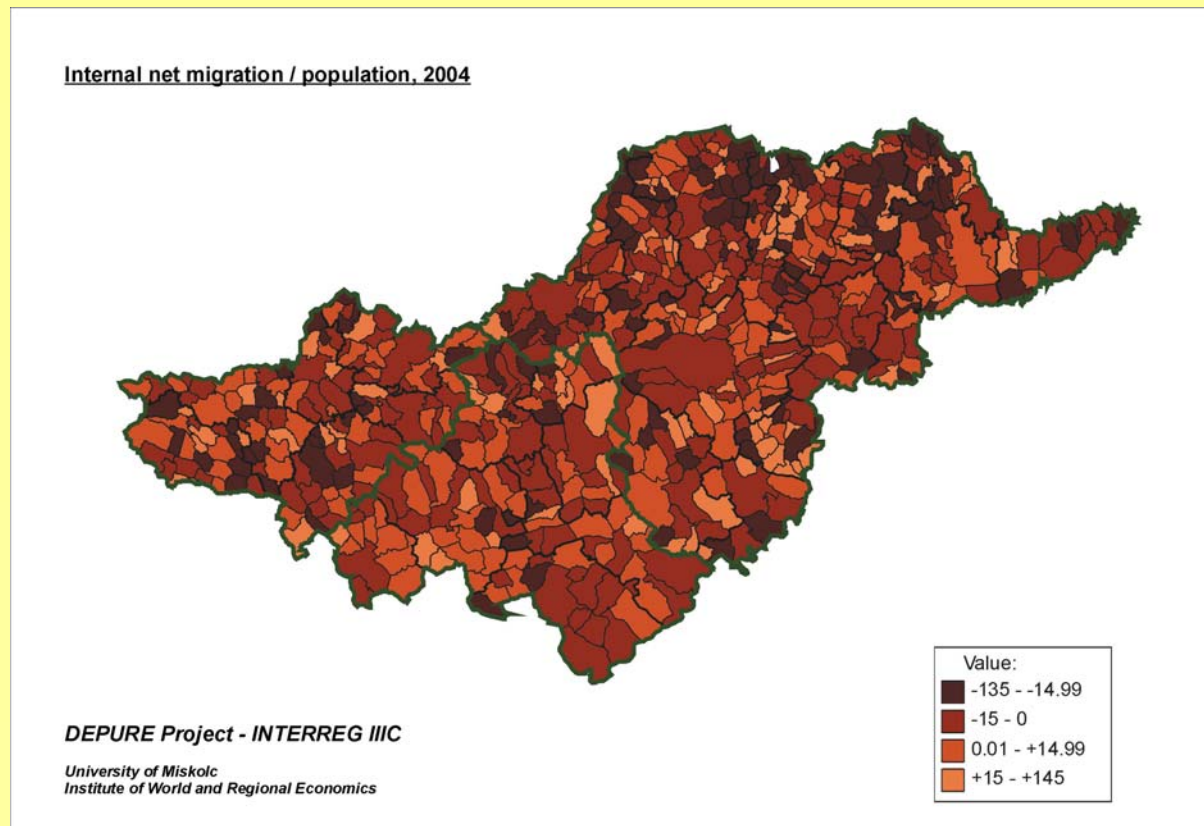 Internal net migration / population, 2004
Value:
-135 - -14.99
-15 - 0
0.01 - +14.99
+15 - +145
DEPURE Project - INTERREG IIIC
University of Miskolc
Institute of World and Regional Economics